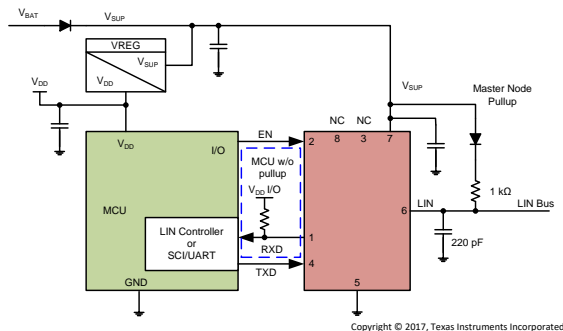 VBAT
VSUP
VREG
VSUP
VDD
VDD
VSUP
Master Node
Pullup
NC NC
EN
I/O
2 8 3 7
VDD
MCU w/o
pullup
VDD I/O
MCU
1 kΩ
LIN Controller
or
SCI/UART
6 LIN LIN Bus
1
RXD
220 pF
4
TXD
GND
5
Copyright © 2017, Texas Instruments Incorporated